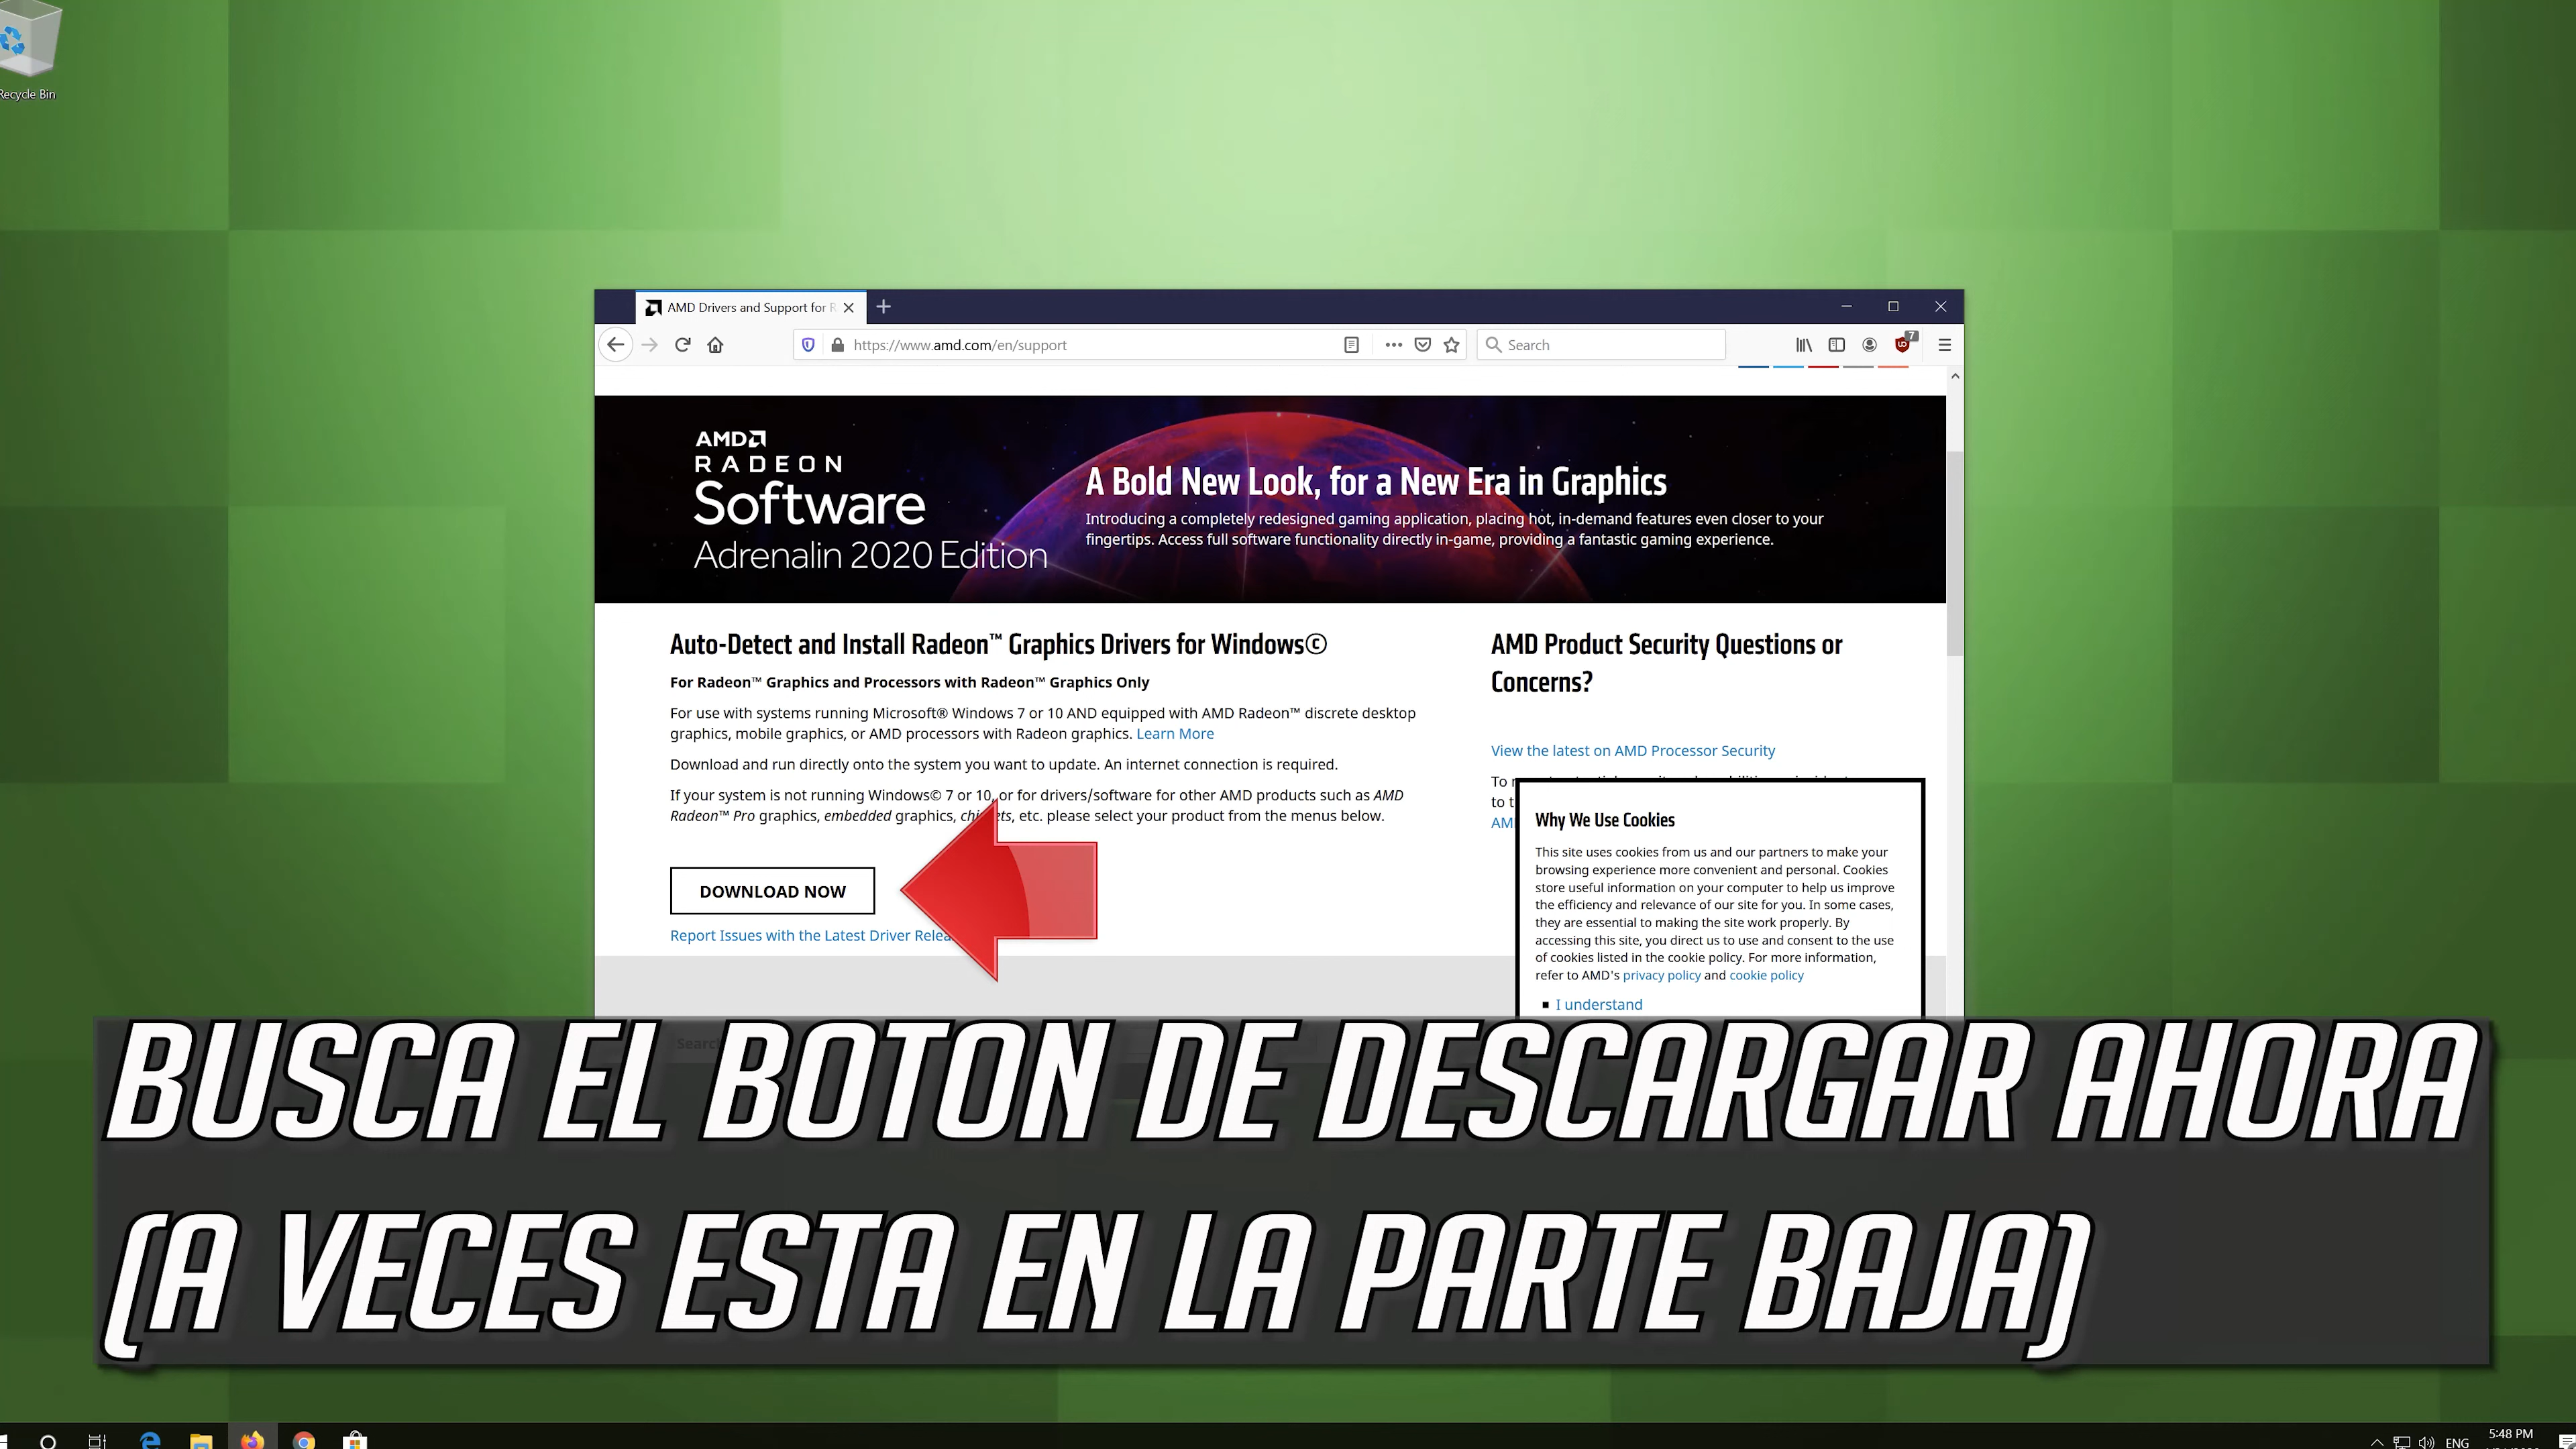 Recycle Bin
AMD Drivers and Support for R
https://www.amd.com/en/support
Search
7
AMD
RADEON
Software
Adrenalin 2020 Edition
A Bold New Look, for a New Era in Graphics
Introducing a completely redesigned gaming application, placing hot, in-demand features even closer to your
fingertips. Access full software functionality directly in-game, providing a fantastic gaming experience.
Auto-Detect and Install Radeon™ Graphics Drivers for Windows©
For Radeon™ Graphics and Processors with Radeon™ Graphics Only
For use with systems running Microsoft® Windows 7 or 10 AND equipped with AMD Radeon™ discrete desktop
graphics, mobile graphics, or AMD processors with Radeon graphics. Learn More
Download and run directly onto the system you want to update. An internet connection is required.
If your system is not running Windows© 7 or 10, or for drivers/software for other AMD products such as AMD
Radeon™ Pro graphics, embedded graphics, etc. please select your product from the menus below.
DOWNLOAD NOW
Report Issues with the Latest Driver
AMD Product Security Questions or
Concerns?
View the latest on AMD Processor Security
To
to
Why We Use Cookies
This site uses cookies from us and our partners to make your
browsing experience more convenient and personal. Cookies
store useful information on your computer to help us improve
the efficiency and relevance of our site for you. In some cases,
they are essential to making the site work properly. By
accessing this site, you direct us to use and consent to the use
of cookies listed in the cookie policy. For more information,
refer to AMD's privacy policy and cookie policy
I understand
BUSCA EL BOTON DE DESCARGAR AHORA
(A VECES ESTA EN LA PARTE BAJA)
ENG
5:48 PM